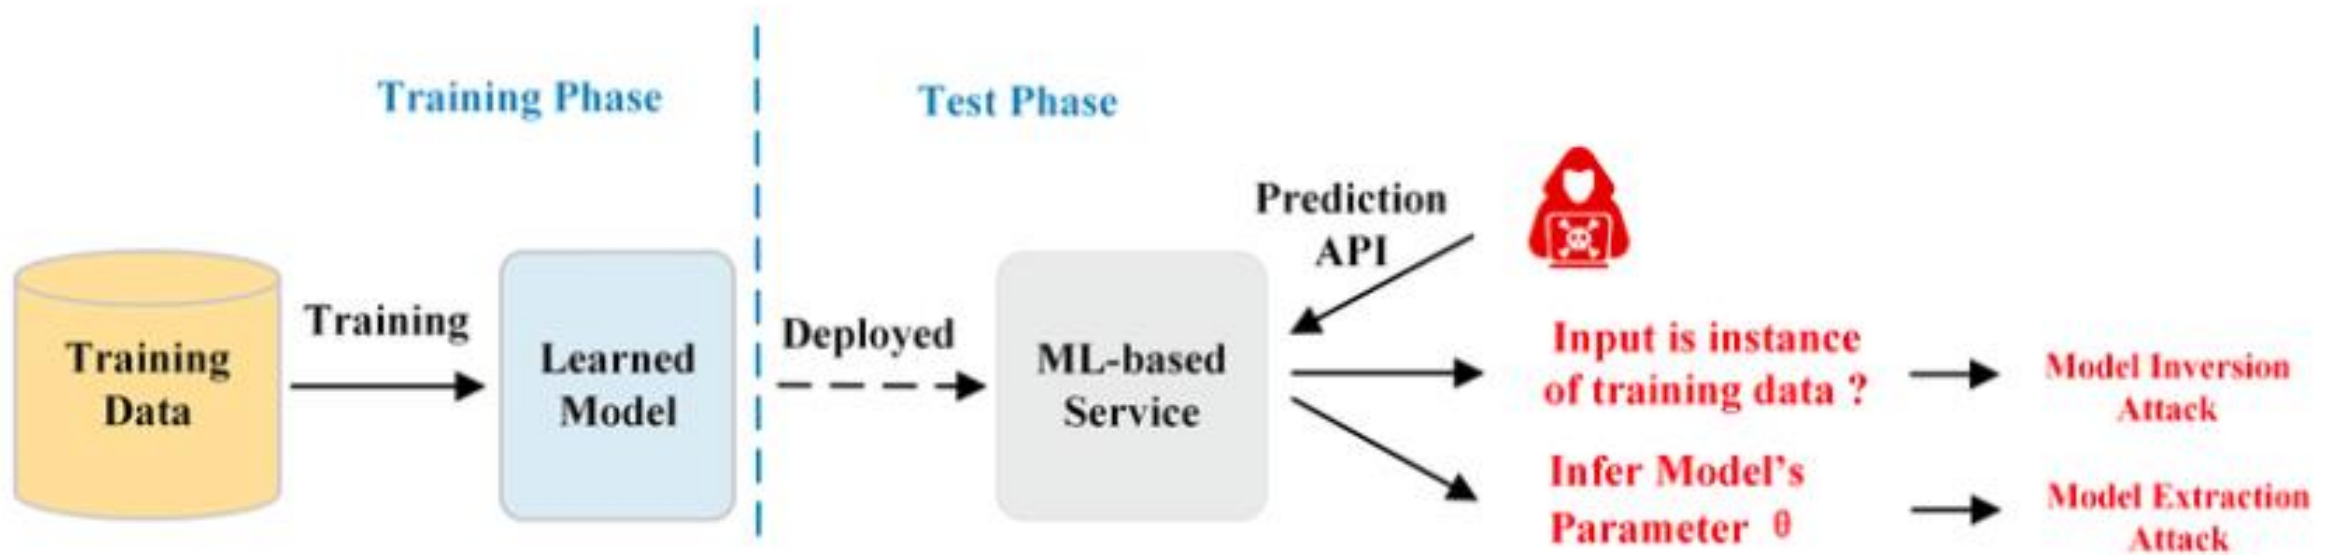 Training Phase
Test Phase
Prediction
API
Training
Data
Training
Learned
Model
Deployed
ML-based
Service
Input is instance
of training data ?
Model Inversion
Attack
Infer Model's
Parameter θ
Model Extraction
Attack